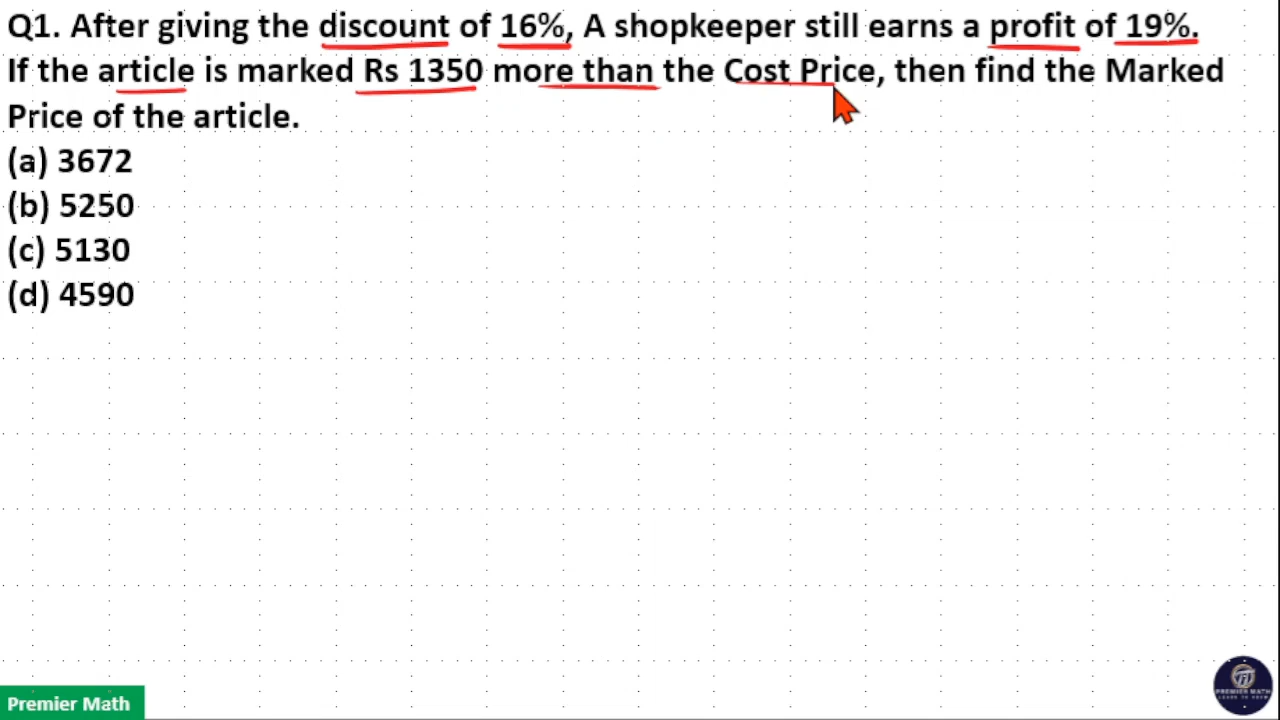 Q1. After giving the discount of 16%, A shopkeeper still earns a profit of 19%.
If the article is marked Rs 1350 more than the Cost Price, then find the Marked
Price of the article.
(a) 3672
(b) 5250
(c) 5130
(d) 4590
Premier Math
PREMIER MATH